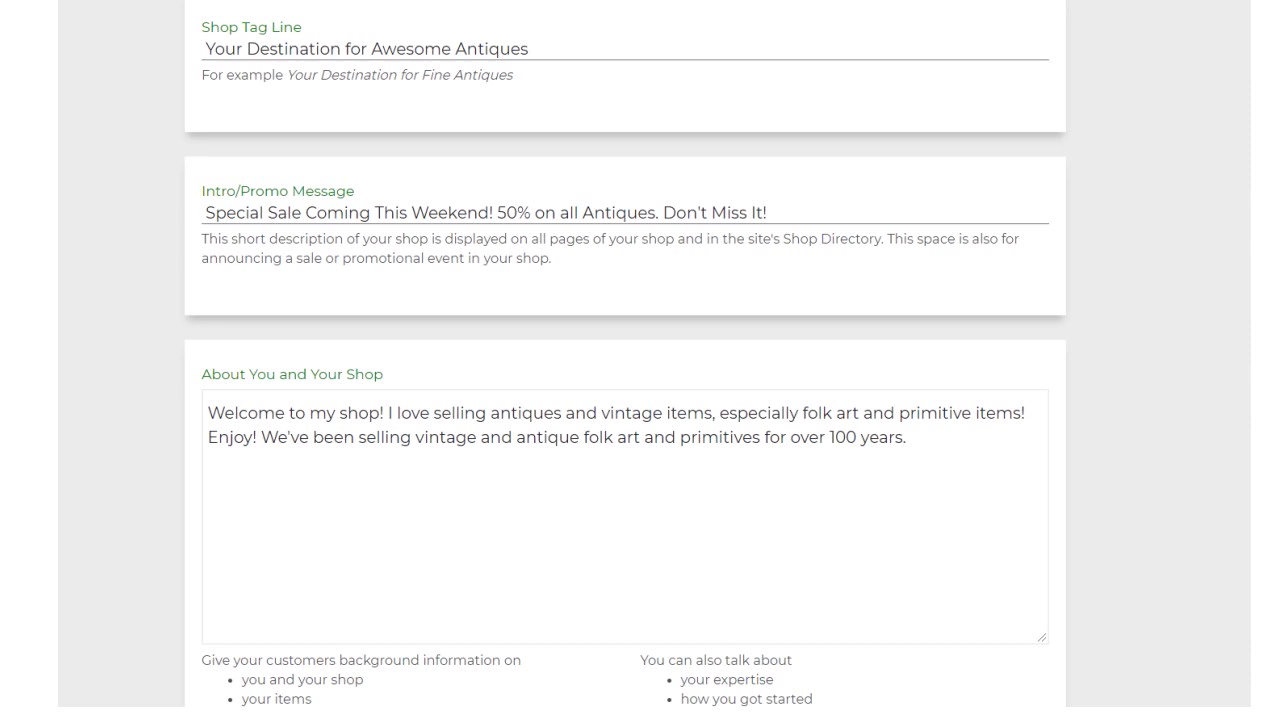 Shop Tag Line
Your Destination for Awesome Antiques
For example Your Destination for Fine Antiques
Intro/Promo Message
Special Sale Coming This Weekend! 50% on all Antiques. Don't Miss It!
This short description of your shop is displayed on all pages of your shop and in the site's Shop Directory. This space is also for
announcing a sale or promotional event in your shop.
About You and Your Shop
Welcome to my shop! I love selling antiques and vintage items, especially folk art and primitive items!
Enjoy! We've been selling vintage and antique folk art and primitives for over 100 years.
Give your customers background information on
• you and your shop
• your items
You can also talk about
• your expertise
• how you got started